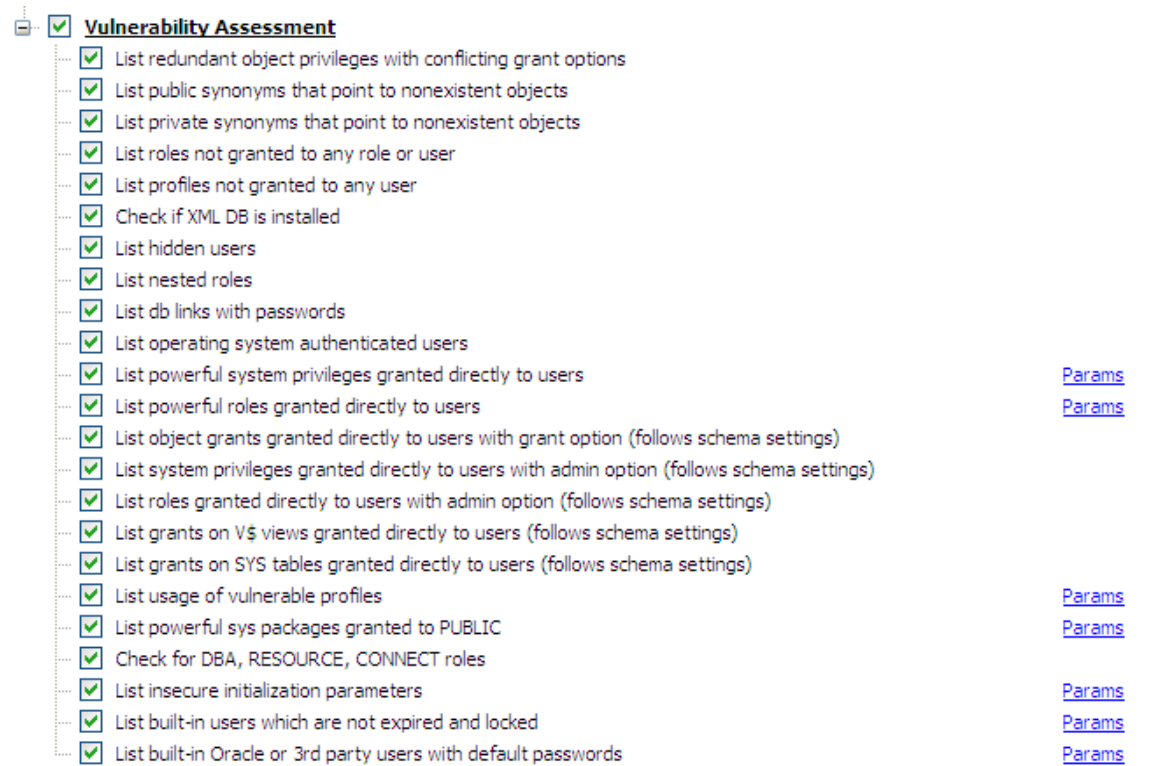 Vulnerability Assessment
List redundant object privileges with conflicting grant options
List public synonyms that point to nonexistent objects
List private synonyms that point to nonexistent objects
List roles not granted to any role or user
List profiles not granted to any user
Check if XML DB is installed
List hidden users
List nested roles
List db links with passwords
List operating system authenticated users
List powerful system privileges granted directly to users Params
List powerful roles granted directly to users Params
List object grants granted directly to users with grant option (follows schema settings)
List system privileges granted directly to users with admin option (follows schema settings)
List roles granted directly to users with admin option (follows schema settings)
List grants on V$ views granted directly to users (follows schema settings)
List grants on SYS tables granted directly to users (follows schema settings)
List usage of vulnerable profiles Params
List powerful sys packages granted to PUBLIC Params
Check for DBA, RESOURCE, CONNECT roles
List insecure initialization parameters Params
List built-in users which are not expired and locked Params
List built-in Oracle or 3rd party users with default passwords Params